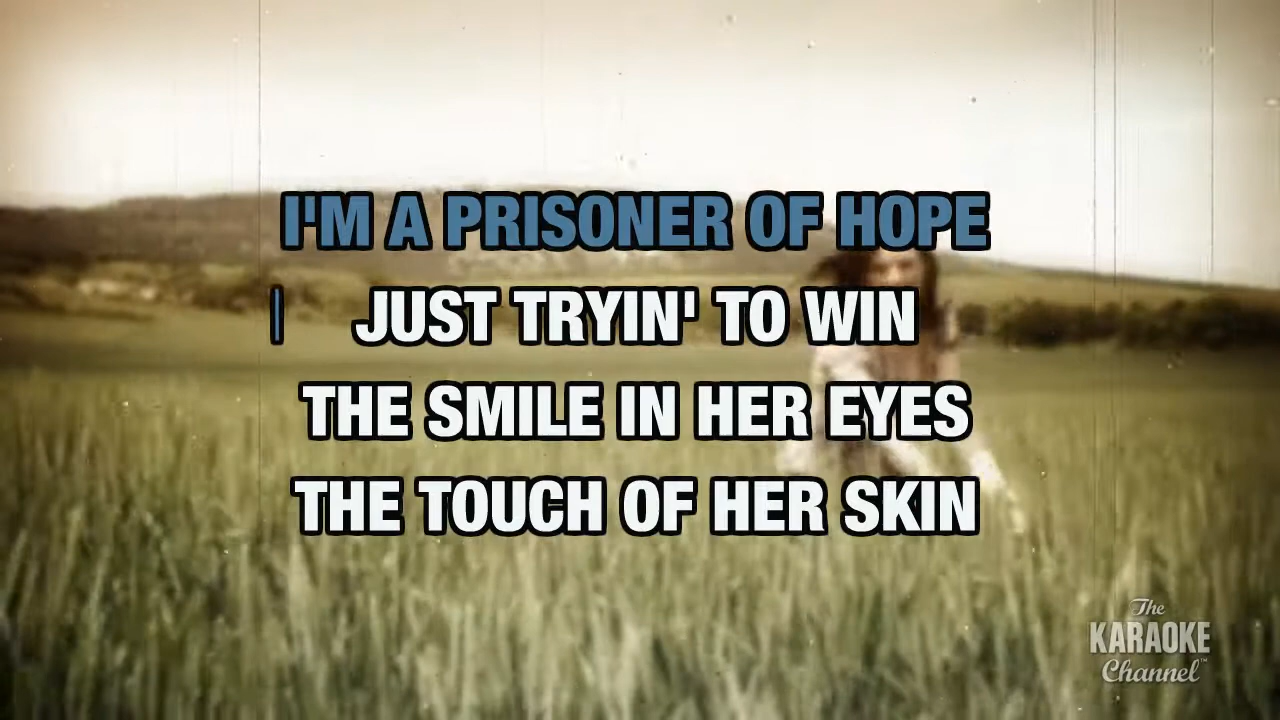 I'M A PRISONER OF HOPE
JUST TRYIN' TO WIN
THE SMILE IN HER EYES
THE TOUCH OF HER SKIN
The
KARAOKE
Channel™